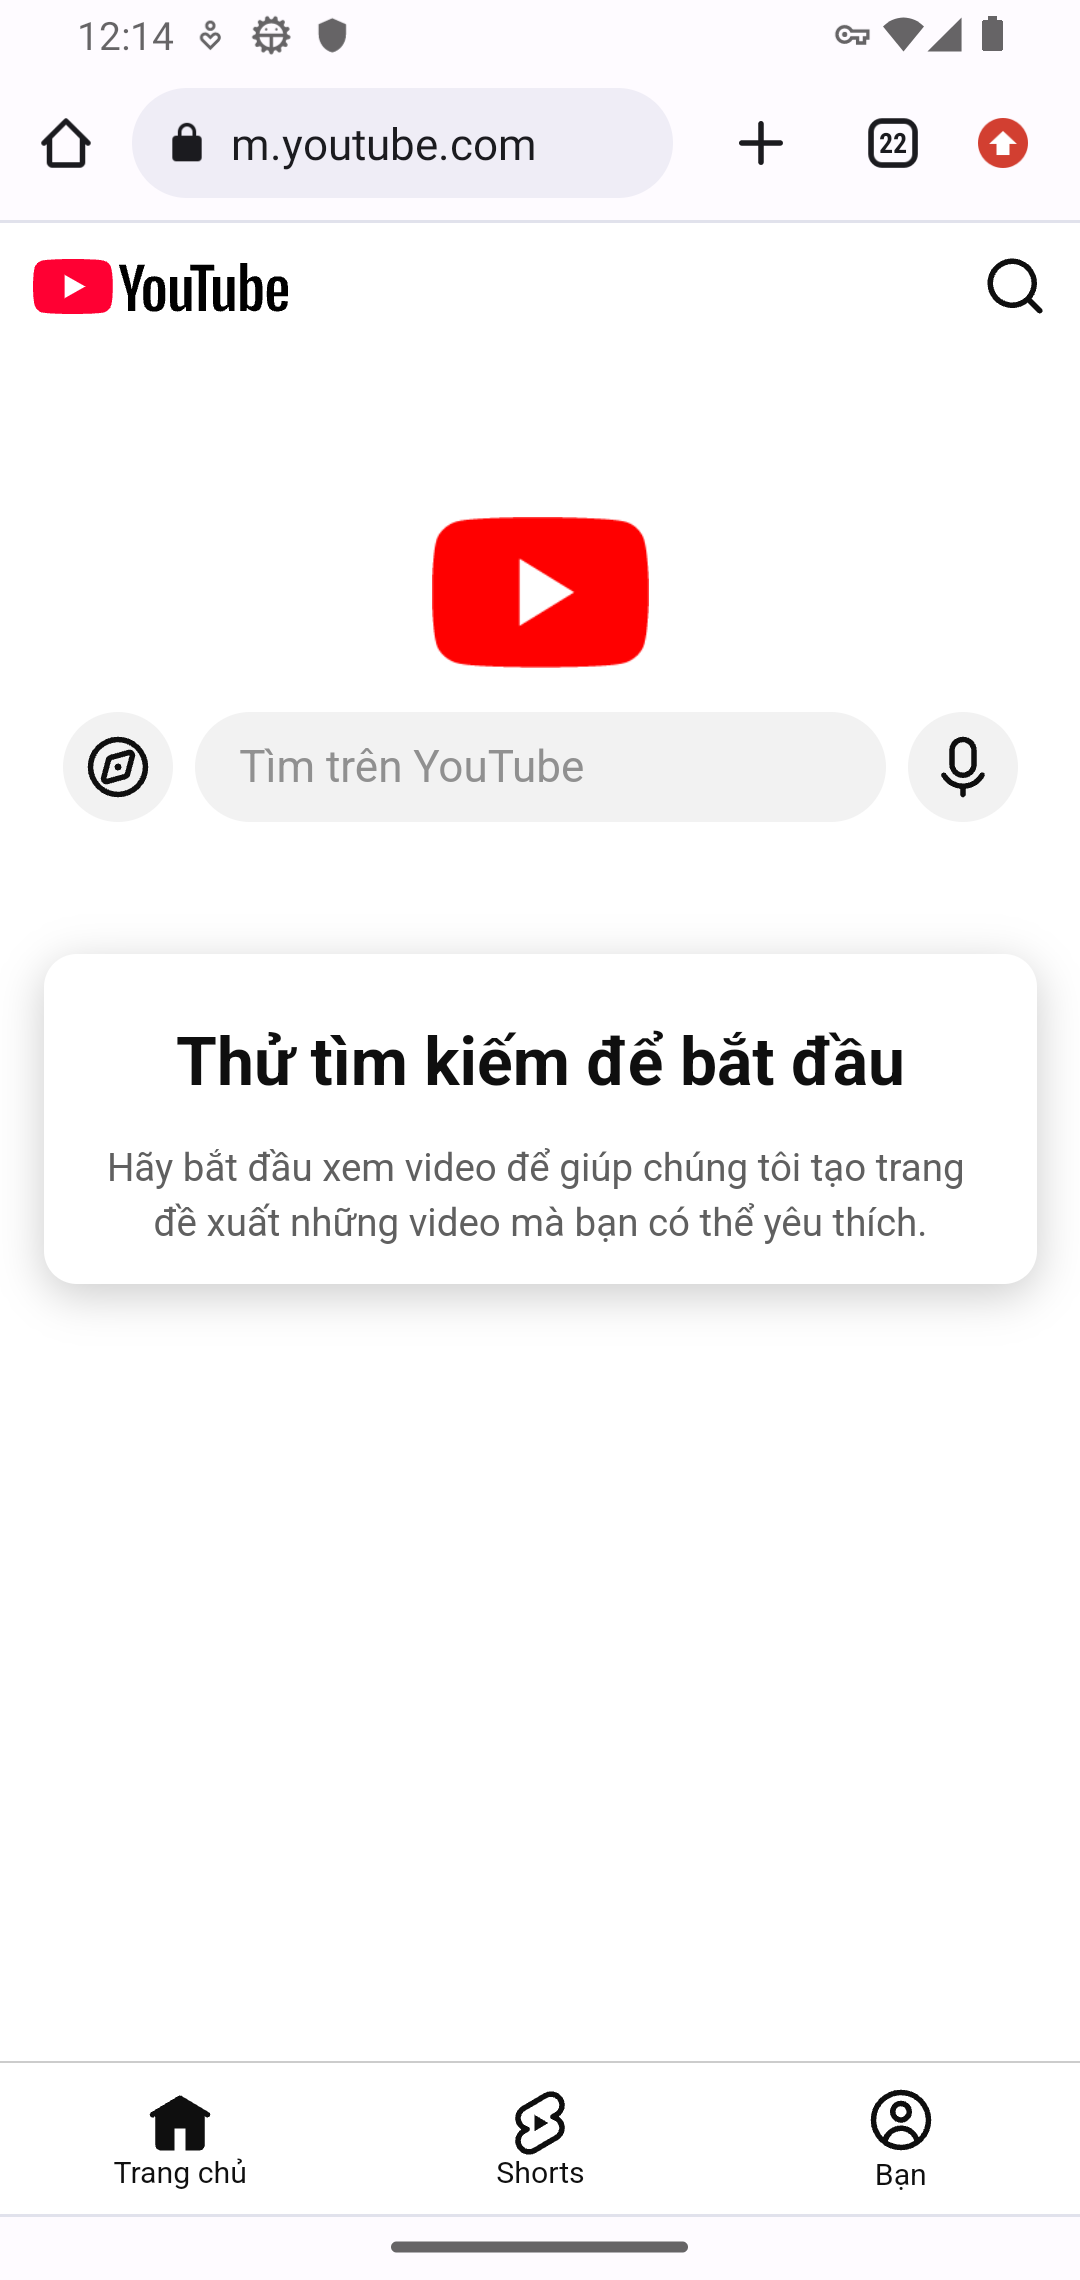 12:14
m.youtube.com
22
YouTube
Tìm trên YouTube
Thử tìm kiếm để bắt đầu
Hãy bắt đầu xem video để giúp chúng tôi tạo trang
đề xuất những video mà bạn có thể yêu thích.
Trang chủ
Shorts
Bạn